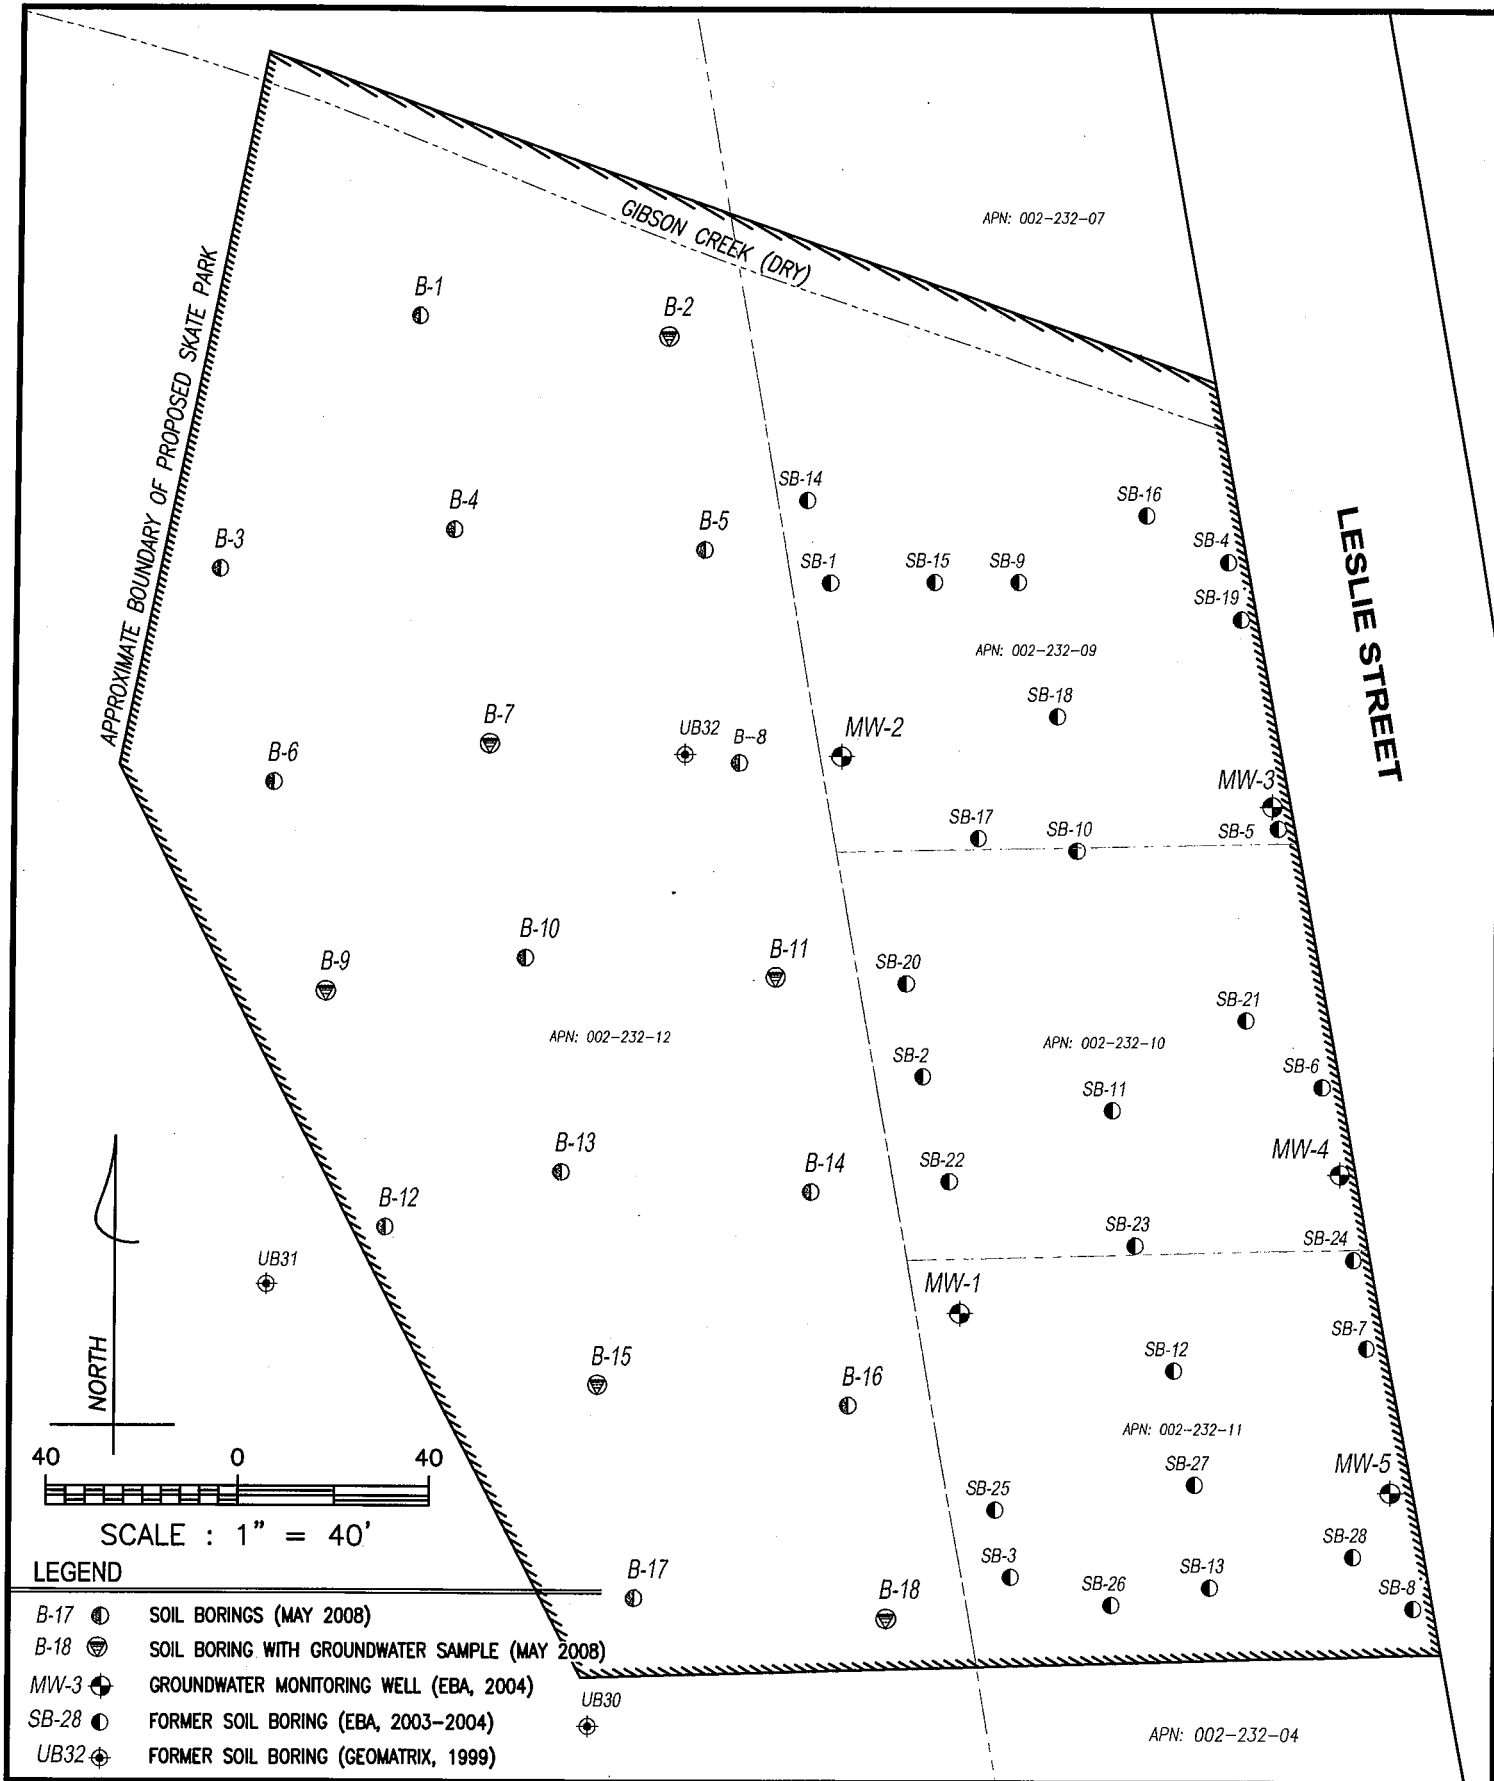 APN: 002-232-07
GIBSON CREEK (DRY)
APPROXIMATE BOUNDARY OF PROPOSED SKATE PARK
B-1
B-2
SB-14
SB-16
B-4
B-5
B-3
SB-4
SB-1
SB-15
SB-9
SB-19
LESLIE STREET
APN: 002-232-09
SB-18
B-7
UB32
B-8
MW-2
B-6
MW-3
SB-17
SB-10
SB-5
B-10
B-11
B-9
SB-20
SB-21
APN: 002-232-12
APN: 002-232-10
SB-2
SB-6
SB-11
B-13
MW-4
B-14
SB-22
B-12
SB-23
SB-24
UB31
MW-1
SB-7
SB-12
B-15
B-16
NORTH
APN: 002-232-11
40 0 40
SB-27
MW-5
SB-25
SCALE : 1" = 40'
SB-28
LEGEND
B-17
SB-3
SB-26
SB-13
B-18
SB-8
B-17 SOIL BORINGS (MAY 2008)
B-18 SOIL BORING WITH GROUNDWATER SAMPLE (MAY 2008)
MW-3 GROUNDWATER MONITORING WELL (EBA, 2004)
SB-28 FORMER SOIL BORING (EBA, 2003-2004)
UB32 FORMER SOIL BORING (GEOMATRIX, 1999)
UB30
APN: 002-232-04